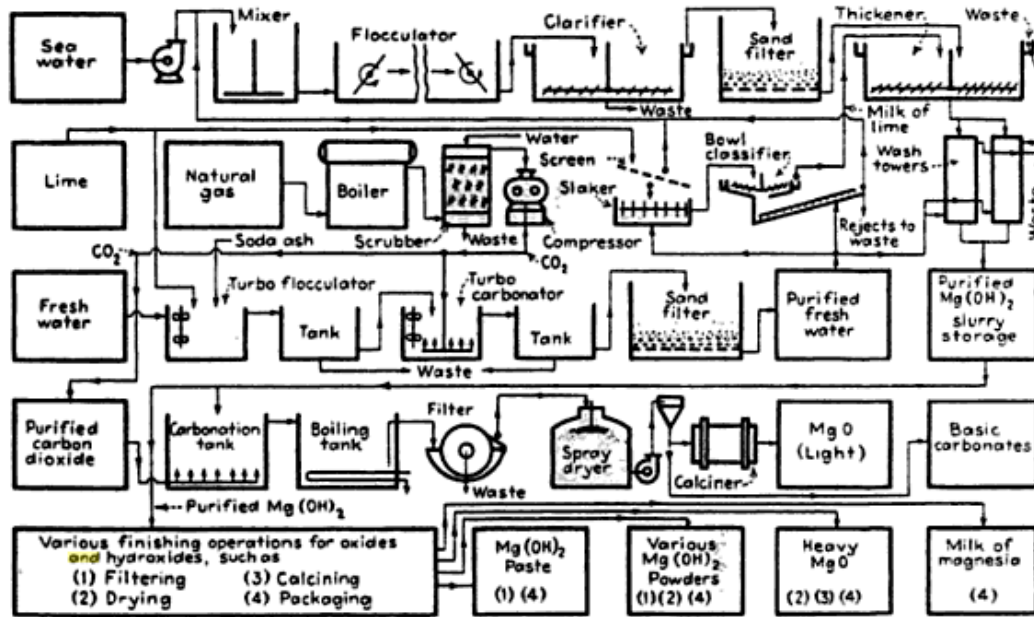 Mixer
Clarifier
Thickener
Waste
Sea
water
Flocculator
Sand
filter
Waste
Milk of
lime
Water
Screen
Bowl
classifier
Wash
towers
Lime
Natural
gas
Boiler
Slaker
Scrubber
Waste
Compressor
Rejects to
waste
Soda ash
CO2
CO2
Turbo flocculator
Turbo
carbonator
Fresh
water
Tank
Tank
Sand
filter
Purified
fresh
water
Purified
Mg(OH)2
slurry
storage
Waste
Purified
carbon
dioxide
Carbonation
tank
Boiling
tank
Filter
Waste
Spray
dryer
Calciner
MgO
(Light)
Basic
carbonates
Purified Mg(OH)2
Various finishing operations for oxides
and hydroxides, such as
(1) Filtering (3) Calcining
(2) Drying (4) Packaging
Mg(OH)2
Paste
(1) (4)
Various
Mg(OH)2
Powders
(1)(2) (4)
Heavy
MgO
(2) (3) (4)
Milk of
magnesia
(4)